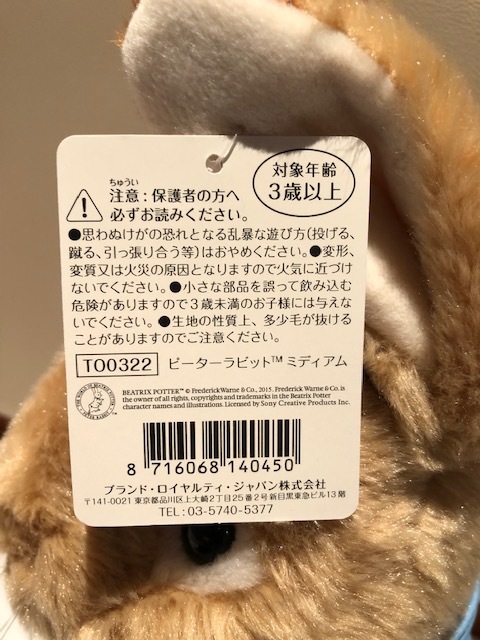 対象年齢
3歳以上
ちゅうい
注意:保護者の方へ
必ずお読みください。
●思わぬけがの恐れとなる乱暴な遊び方(投げる、
蹴る、引っ張り合う等)はおやめください。●変形、
変質又は火災の原因となりますので火気に近づけ
ないでください。●小さな部品を誤って飲み込む
危険がありますので3歳未満のお子様には与えな
いでください。●生地の性質上、多少毛が抜ける
ことがありますのでご注意ください。
TO0322 ピーターラビット™ ミディアム
BEATRIX POTTER™ © Frederick Warne & Co., 2015. Frederick Warne & Co. is
the owner of all rights, copyrights and trademarks in the Beatrix Potter
character names and illustrations. Licensed by Sony Creative Products Inc.
8 716068 140450
ブランド・ロイヤルティ・ジャパン株式会社
〒141-0021 東京都品川区上大崎2丁目25番2号新目黒東急ビル13階
TEL: 03-5740-5377